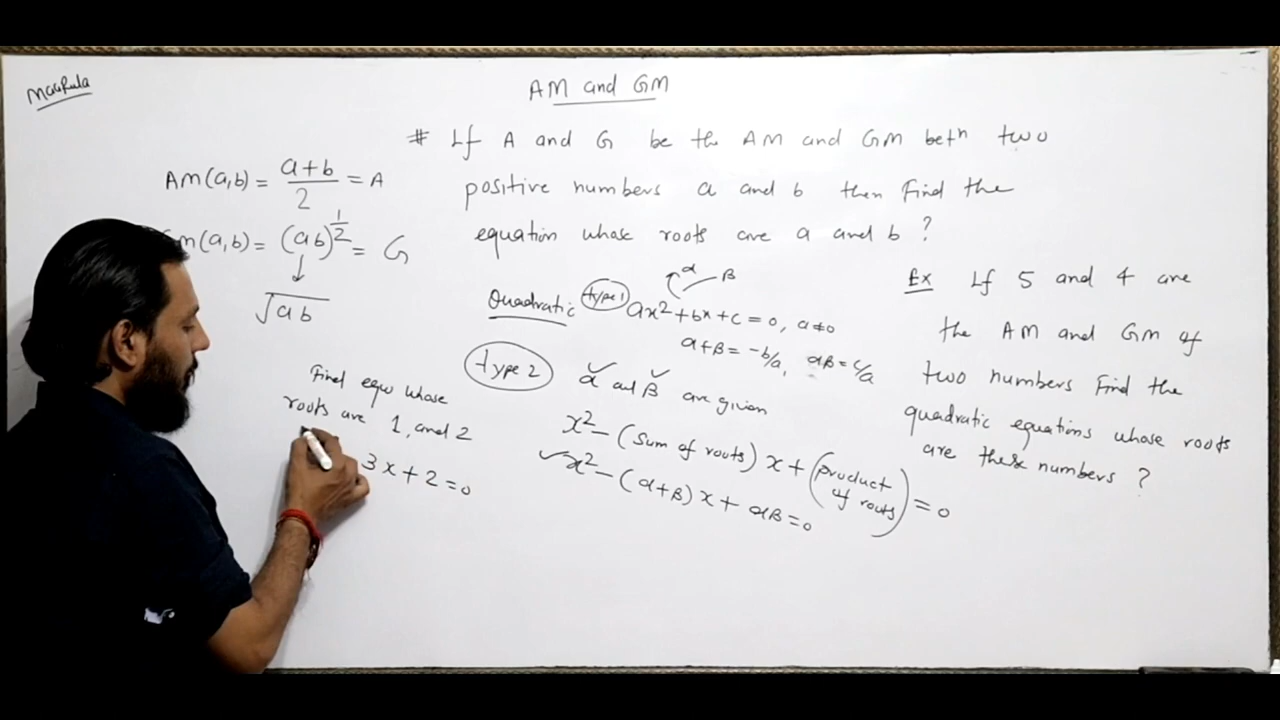 MaaRula
AM and GM
# If A and G be the AM and GM betn two
positive numbers a and b then Find the
equation whose roots are a and b ?
AM(a,b) = a+b/2 = A
m(a,b) = (ab)^1/2 = G
↓
√ab
Quadratic type 1 ax²+bx+c=0, a≠0
α β
α+β = -b/a, αβ = c/a
type 2 α and β are given
x² - (Sum of roots) x + (product of roots) = 0
✓ x² - (α+β) x + αβ = 0
Find eqn whose
roots are 1, and 2
3x + 2 = 0
Ex If 5 and 4 are
the AM and GM of
two numbers Find the
quadratic equations whose roots
are these numbers ?